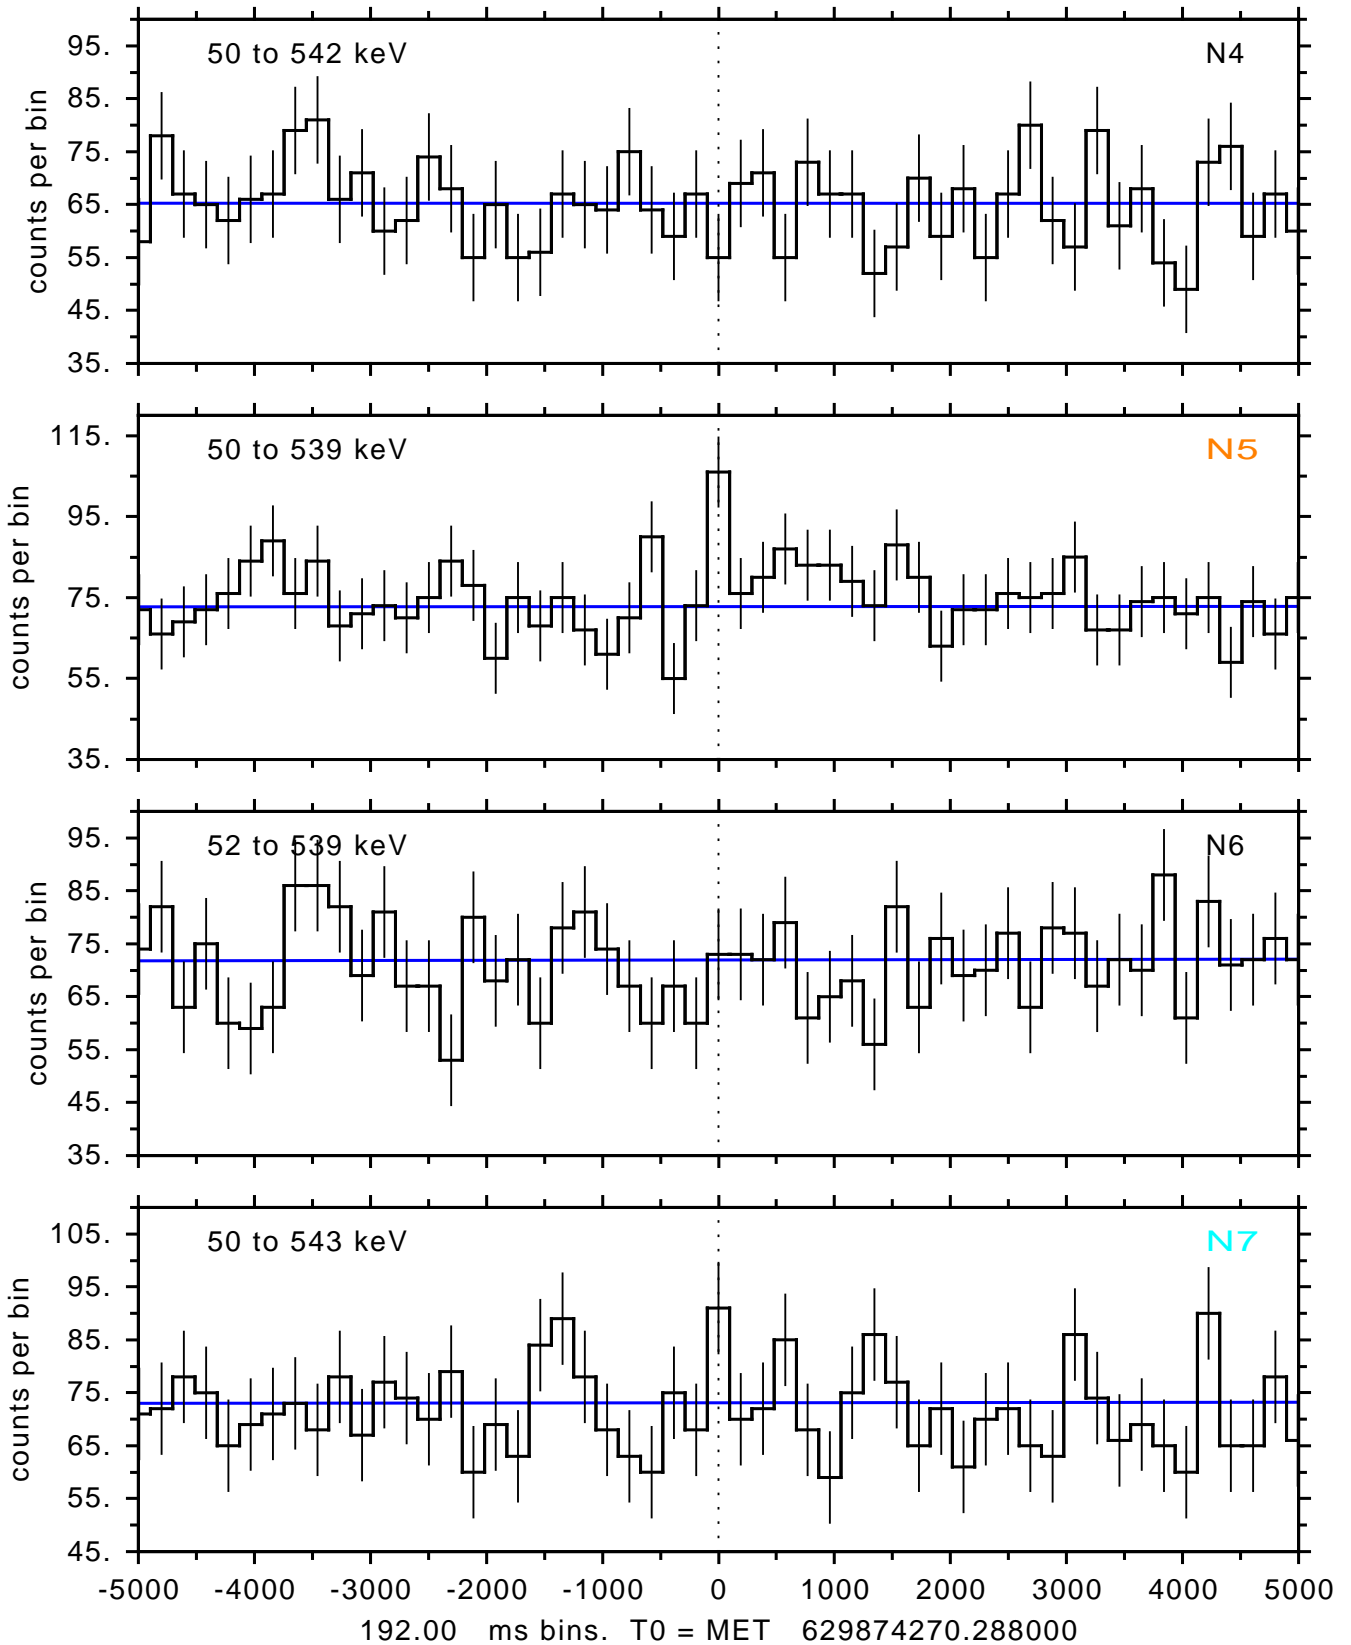 50 to 542 keV N4
95.
85.
75.
65.
55.
45.
35.
counts per bin
50 to 539 keV N5
115.
95.
75.
55.
35.
counts per bin
52 to 539 keV N6
95.
85.
75.
65.
55.
45.
35.
counts per bin
50 to 543 keV N7
105.
95.
85.
75.
65.
55.
45.
counts per bin
-5000 -4000 -3000 -2000 -1000 0 1000 2000 3000 4000 5000
192.00 ms bins. T0 = MET 629874270.288000